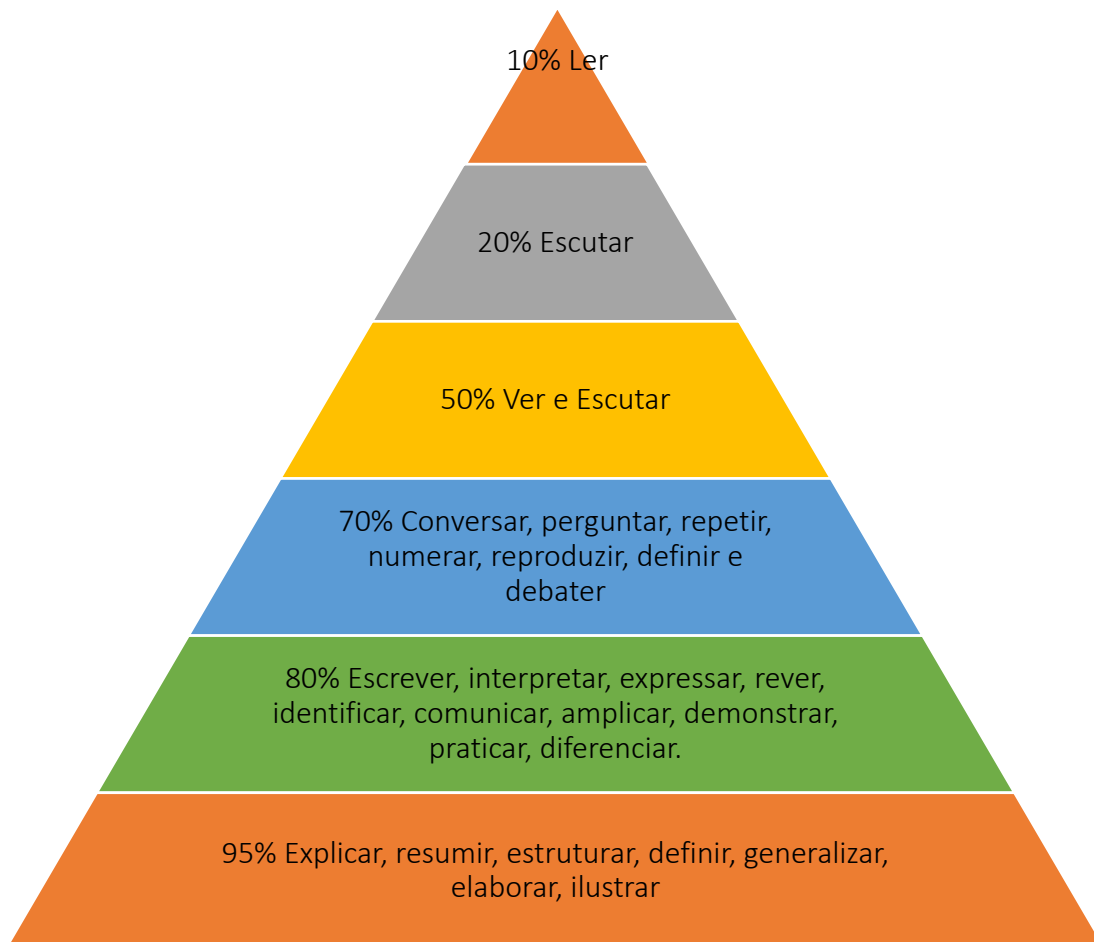 10% Ler
20% Escutar
50% Ver e Escutar
70% Conversar, perguntar, repetir,
numerar, reproduzir, definir e
debater
80% Escrever, interpretar, expressar, rever,
identificar, comunicar, amplicar, demonstrar,
praticar, diferenciar.
95% Explicar, resumir, estruturar, definir, generalizar,
elaborar, ilustrar